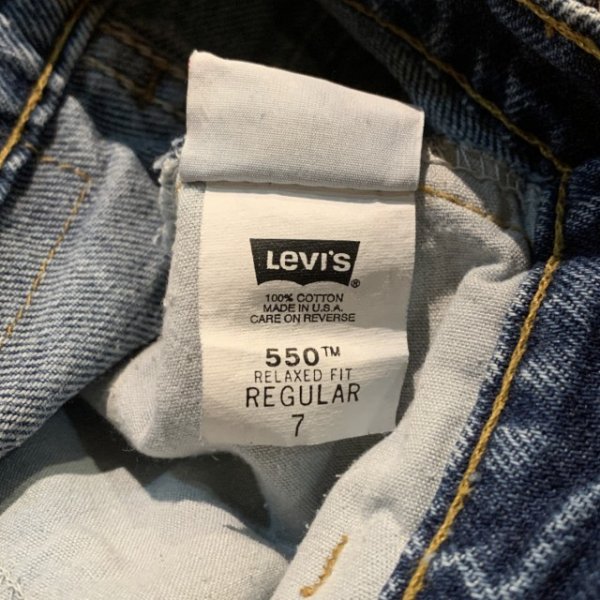 Levi's ®
100% COTTON
MADE IN U.S.A.
CARE ON REVERSE
550™
RELAXED FIT
REGULAR
7